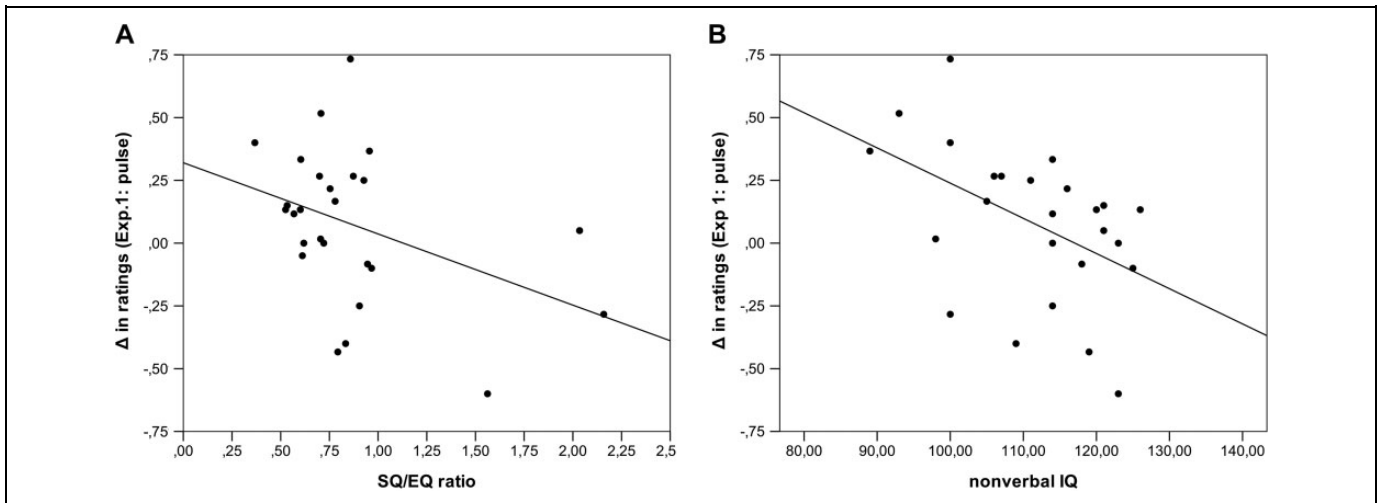 A
,75
,50
,25
,00
-,25
-,50
-,75
Δ in ratings (Exp.1: pulse)
,00 ,25 ,50 ,75 1,00 1,25 1,50 1,75 2,00 2,25 2,5
SQ/EQ ratio
B
,75
,50
,25
,00
-,25
-,50
-,75
Δ in ratings (Exp 1: pulse)
80,00 90,00 100,00 110,00 120,00 130,00 140,00
nonverbal IQ